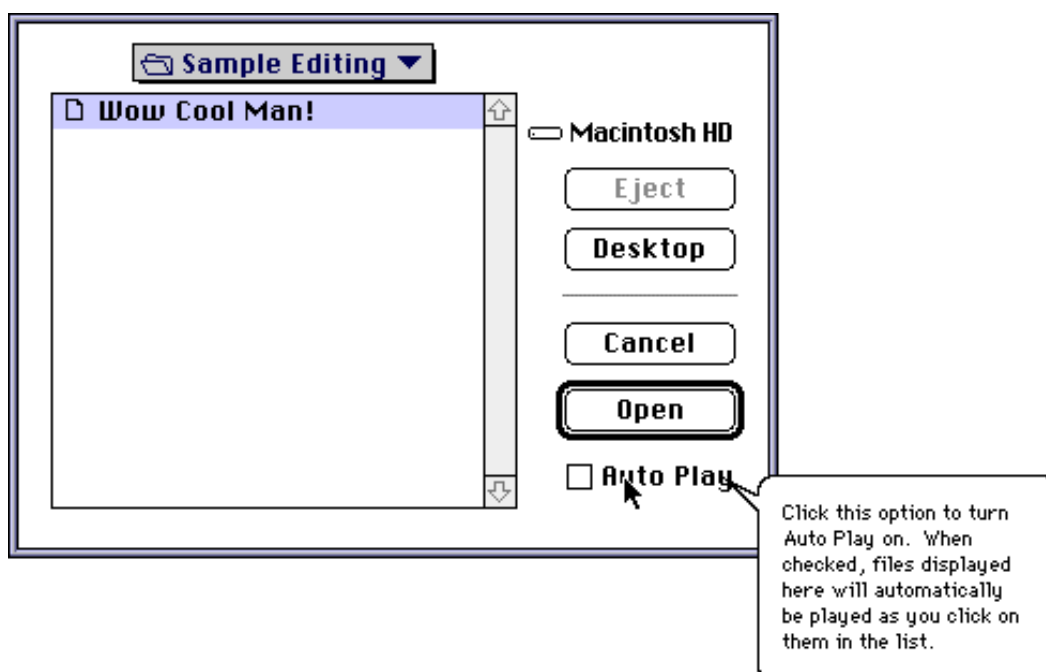 Sample Editing
Wow Cool Man!
Macintosh HD
Eject
Desktop
Cancel
Open
Auto Play
Click this option to turn
Auto Play on. When
checked, files displayed
here will automatically
be played as you click on
them in the list.